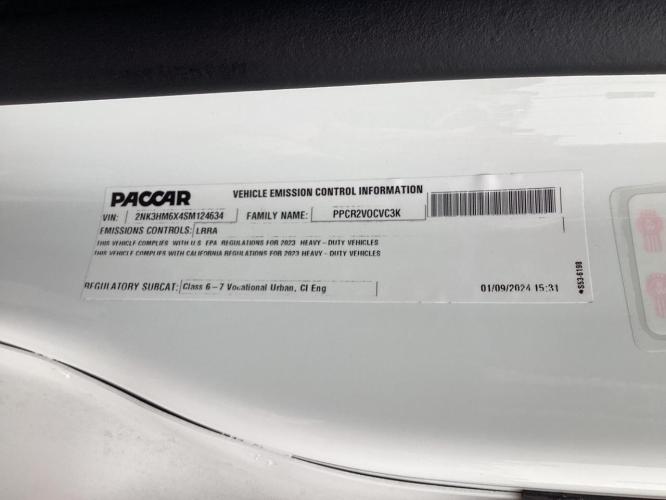 PACCAR VEHICLE EMISSION CONTROL INFORMATION
VIN: 2NK3HM6X4SM124634 FAMILY NAME: PPCR2VOCVC3K
EMISSIONS CONTROLS: LRRA
THIS VEHICLE COMPLIES WITH U.S EPA REGULATIONS FOR 2023 HEAVY-DUTY VEHICLES
THIS VEHICLE COMPLIES WITH CALIFORNIA REGULATIONS FOR 2023 HEAVY-DUTY VEHICLES
REGULATORY SUBCAT: Class 6-7 Vocational Urban, CI Eng 01/09/2024 15:31
S53-6198